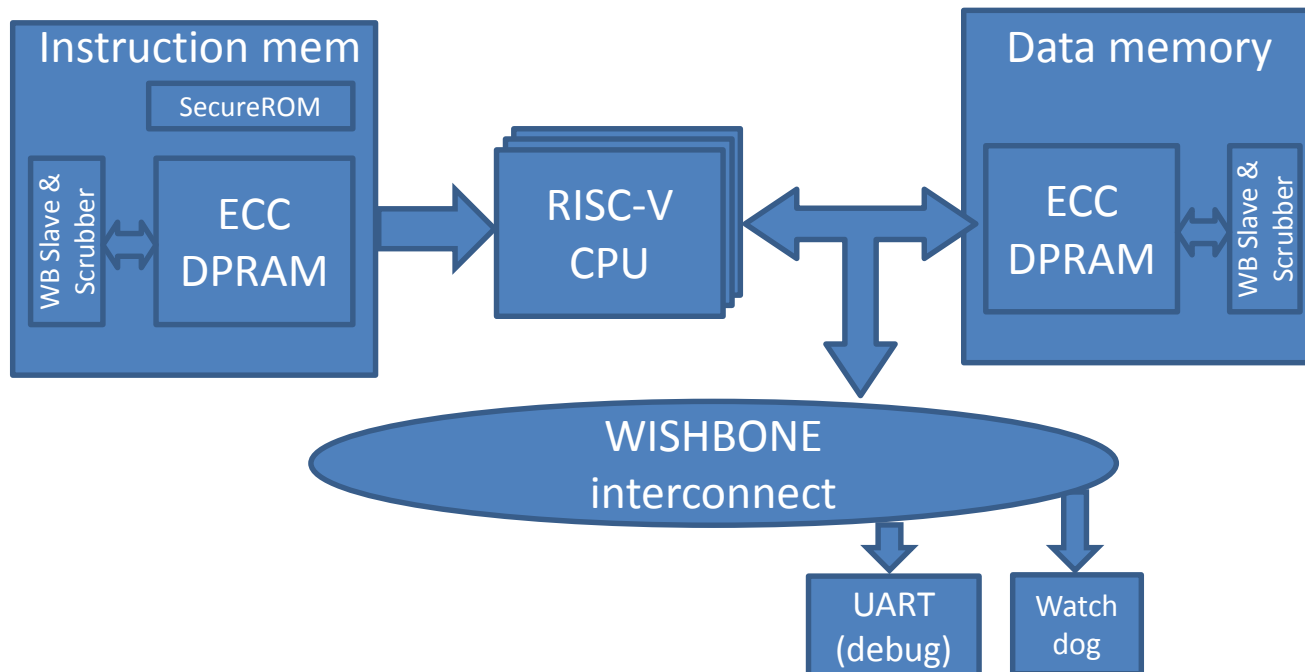 Instruction mem
SecureROM
WB Slave &
Scrubber
ECC
DPRAM
RISC-V
CPU
Data memory
ECC
DPRAM
WB Slave &
Scrubber
WISHBONE
interconnect
UART
(debug)
Watch
dog